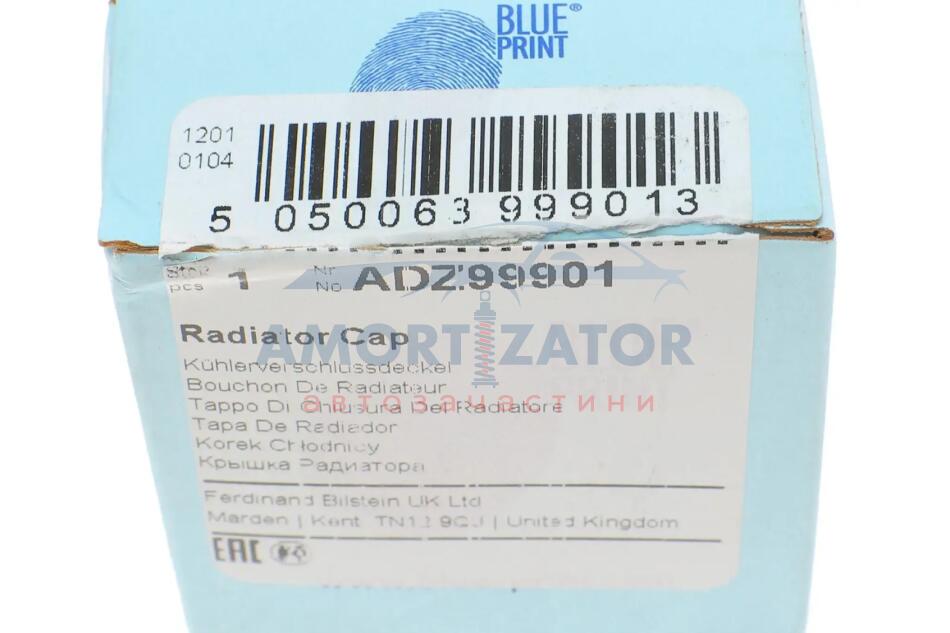 BLUE®
PRINT
1201
0104
5 050063 999013
Stck
pcs
1
Nr
No
ADZ99901
AMORTIZATOR
Radiator Cap
Kühlerverschlussdeckel
Bouchon De Radiateur
автозапчастини
Tappo Di Chiusura Del Radiatore
Tapa De Radiador
Korek Chłodnicy
Крышка Радиатора
Ferdinand Bilstein UK Ltd
Marden | Kent | United Kingdom
EAC